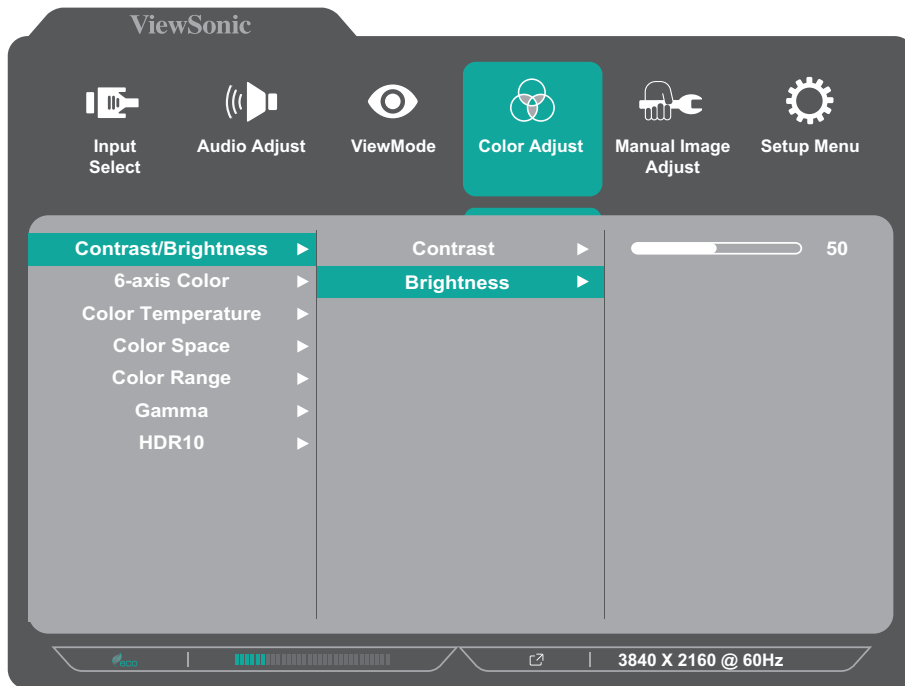 ViewSonic
Input
Select
Audio Adjust
ViewMode
Color Adjust
Manual Image
Adjust
Setup Menu
Contrast/Brightness
6-axis Color
Color Temperature
Color Space
Color Range
Gamma
HDR10
Contrast
Brightness
50
eco
3840 X 2160 @ 60Hz